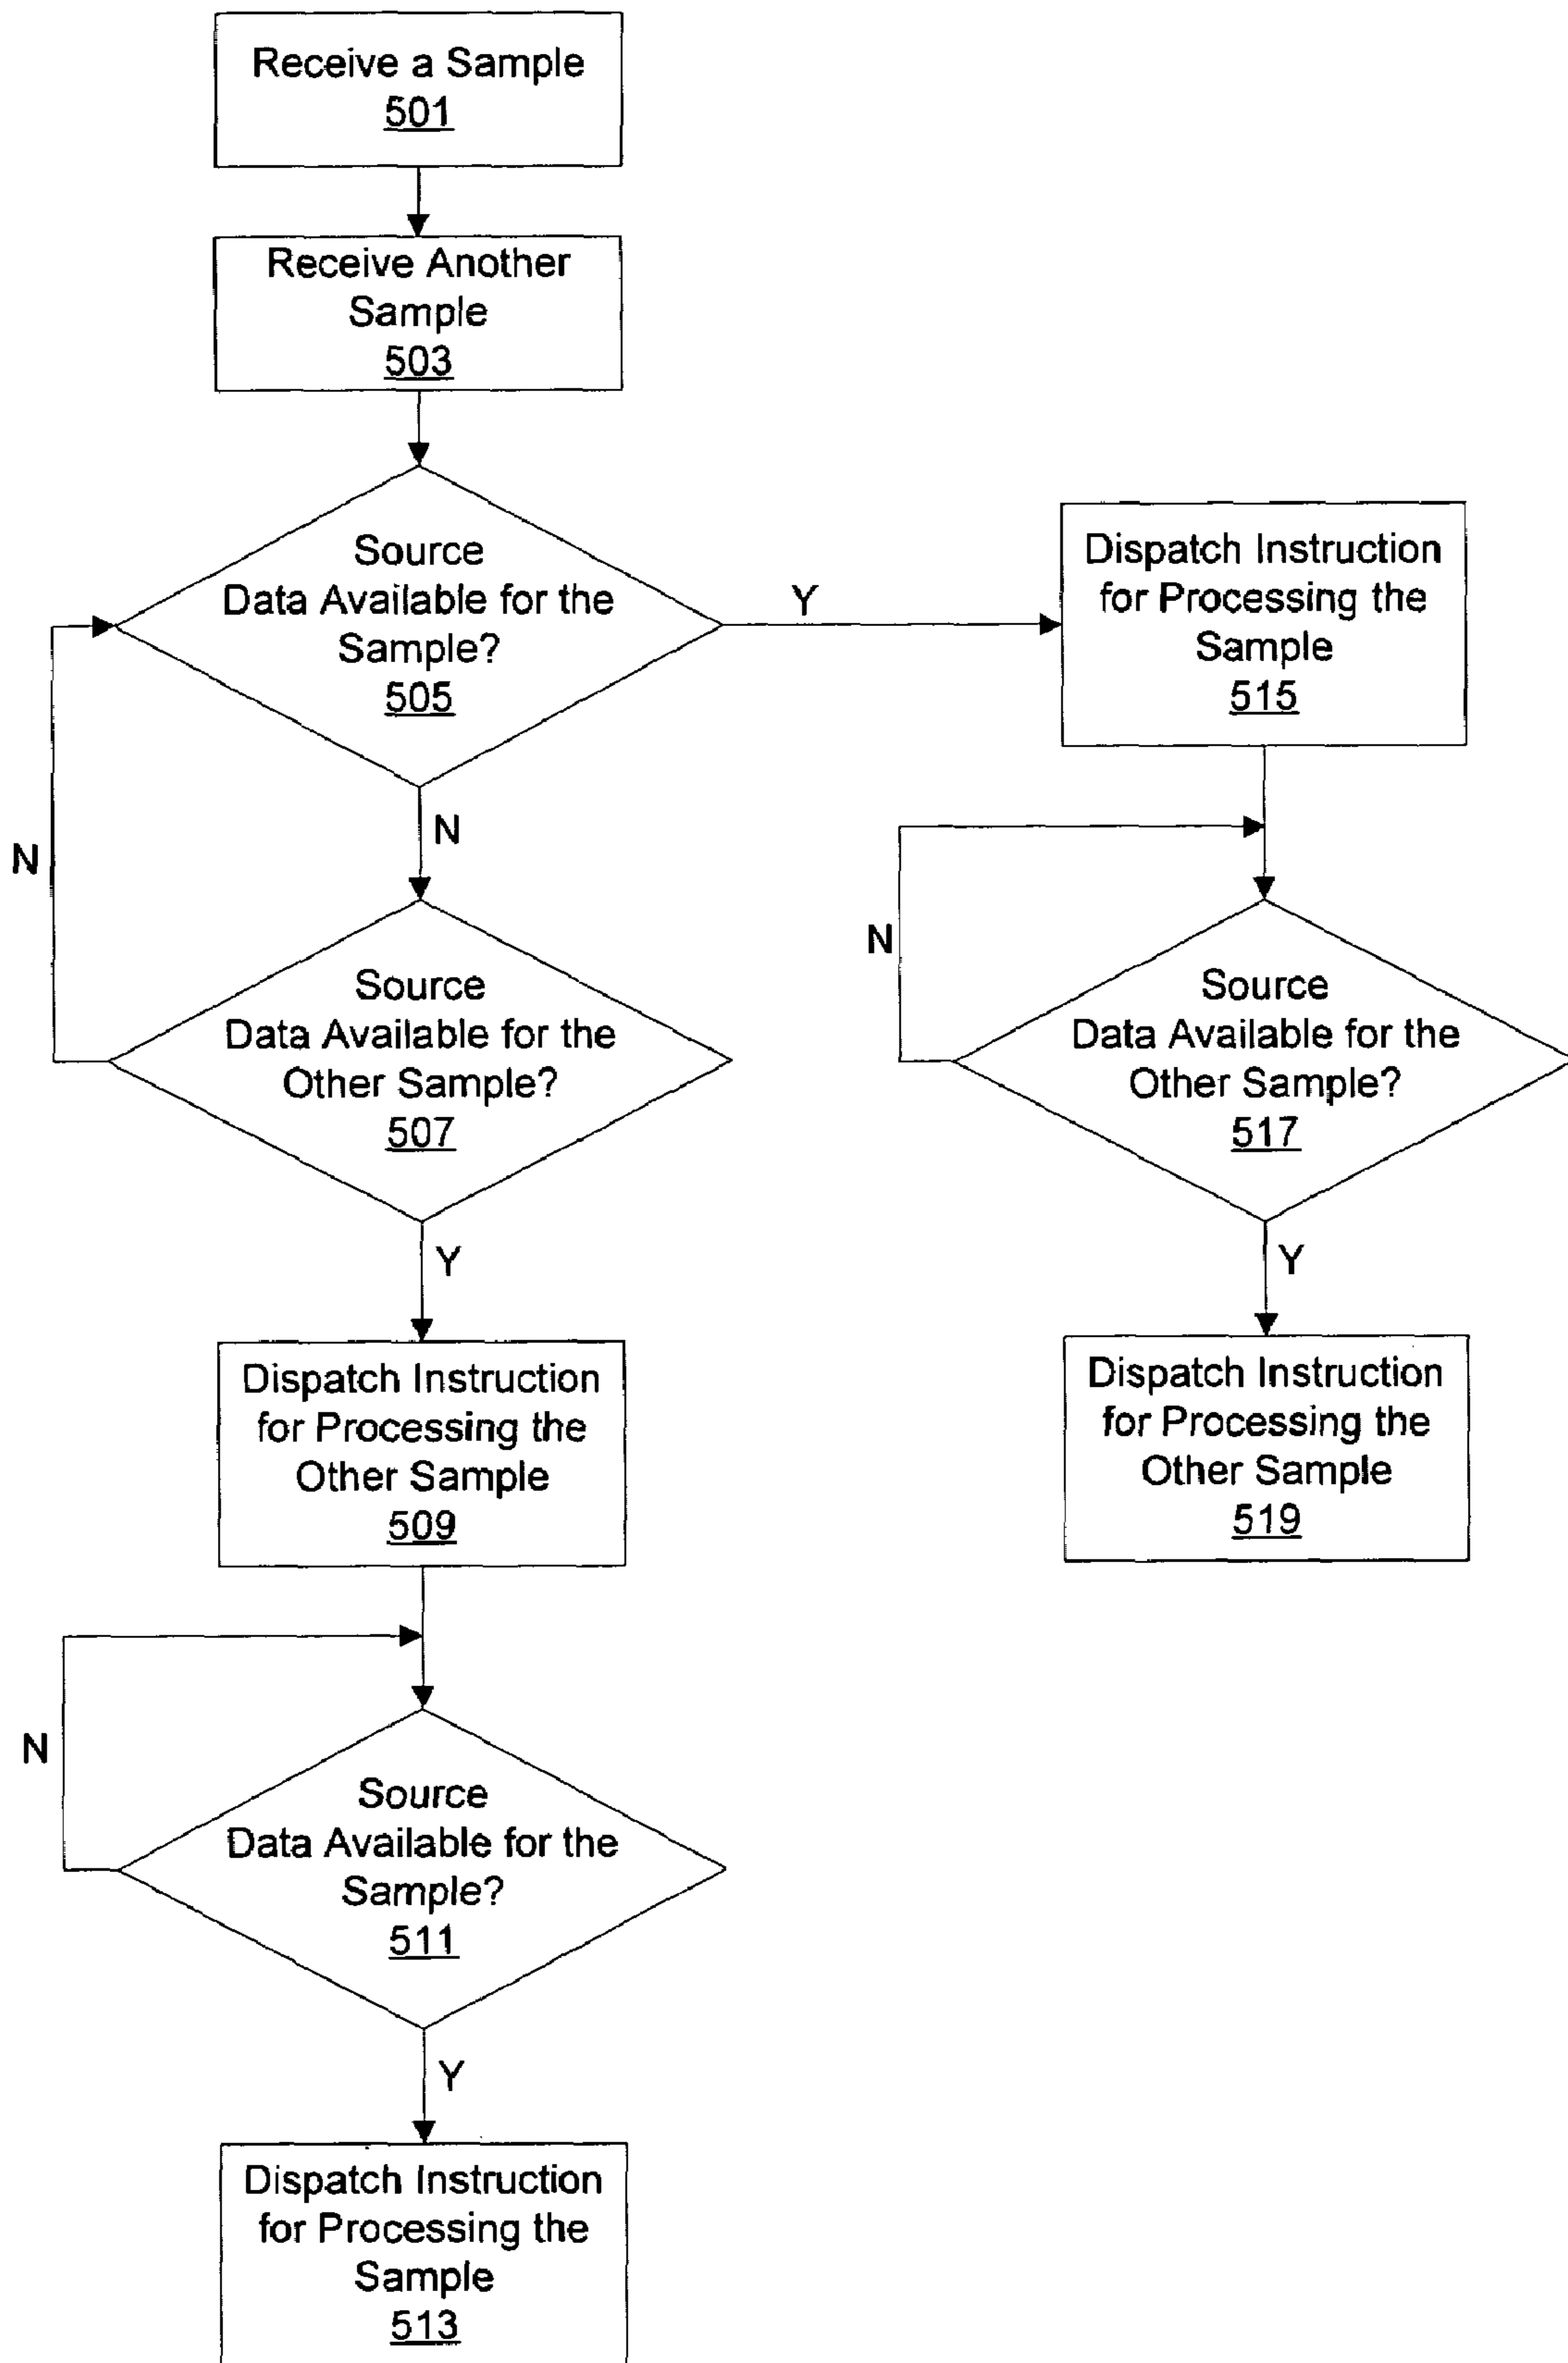 Receive a Sample
501
Receive Another
Sample
503
Source
Data Available for the
Sample?
505
Y
Dispatch Instruction
for Processing the
Sample
515
N
N
N
Source
Data Available for the
Other Sample?
507
Source
Data Available for the
Other Sample?
517
Y
Y
Dispatch Instruction
for Processing the
Other Sample
509
Dispatch Instruction
for Processing the
Other Sample
519
N
Source
Data Available for the
Sample?
511
Y
Dispatch Instruction
for Processing the
Sample
513